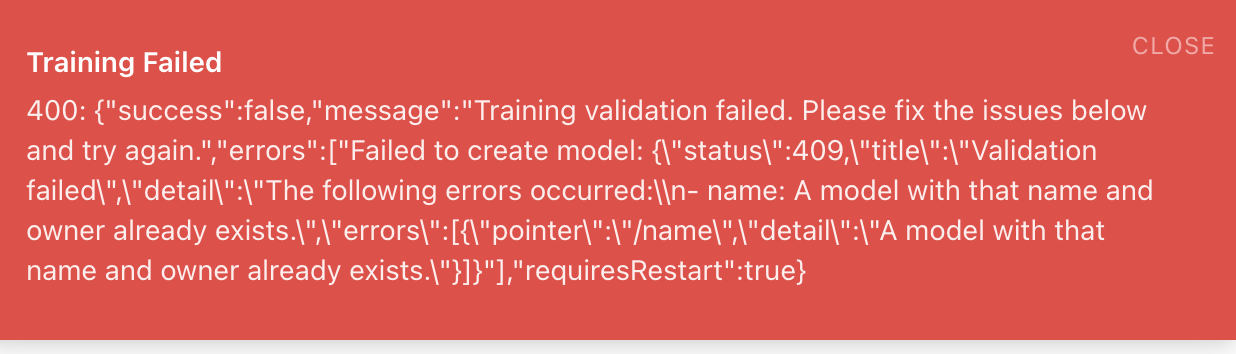 CLOSE
Training Failed
400: {"success":false,"message":"Training validation failed. Please fix the issues below
and try again.","errors":["Failed to create model: {\"status\":409,\"title\":\"Validation
failed\",\"detail\":\"The following errors occurred:\\n- name: A model with that name and
owner already exists.\",\"errors\":[{\"pointer\":\"/name\",\"detail\":\"A model with that
name and owner already exists.\"}]}"],"requiresRestart":true}